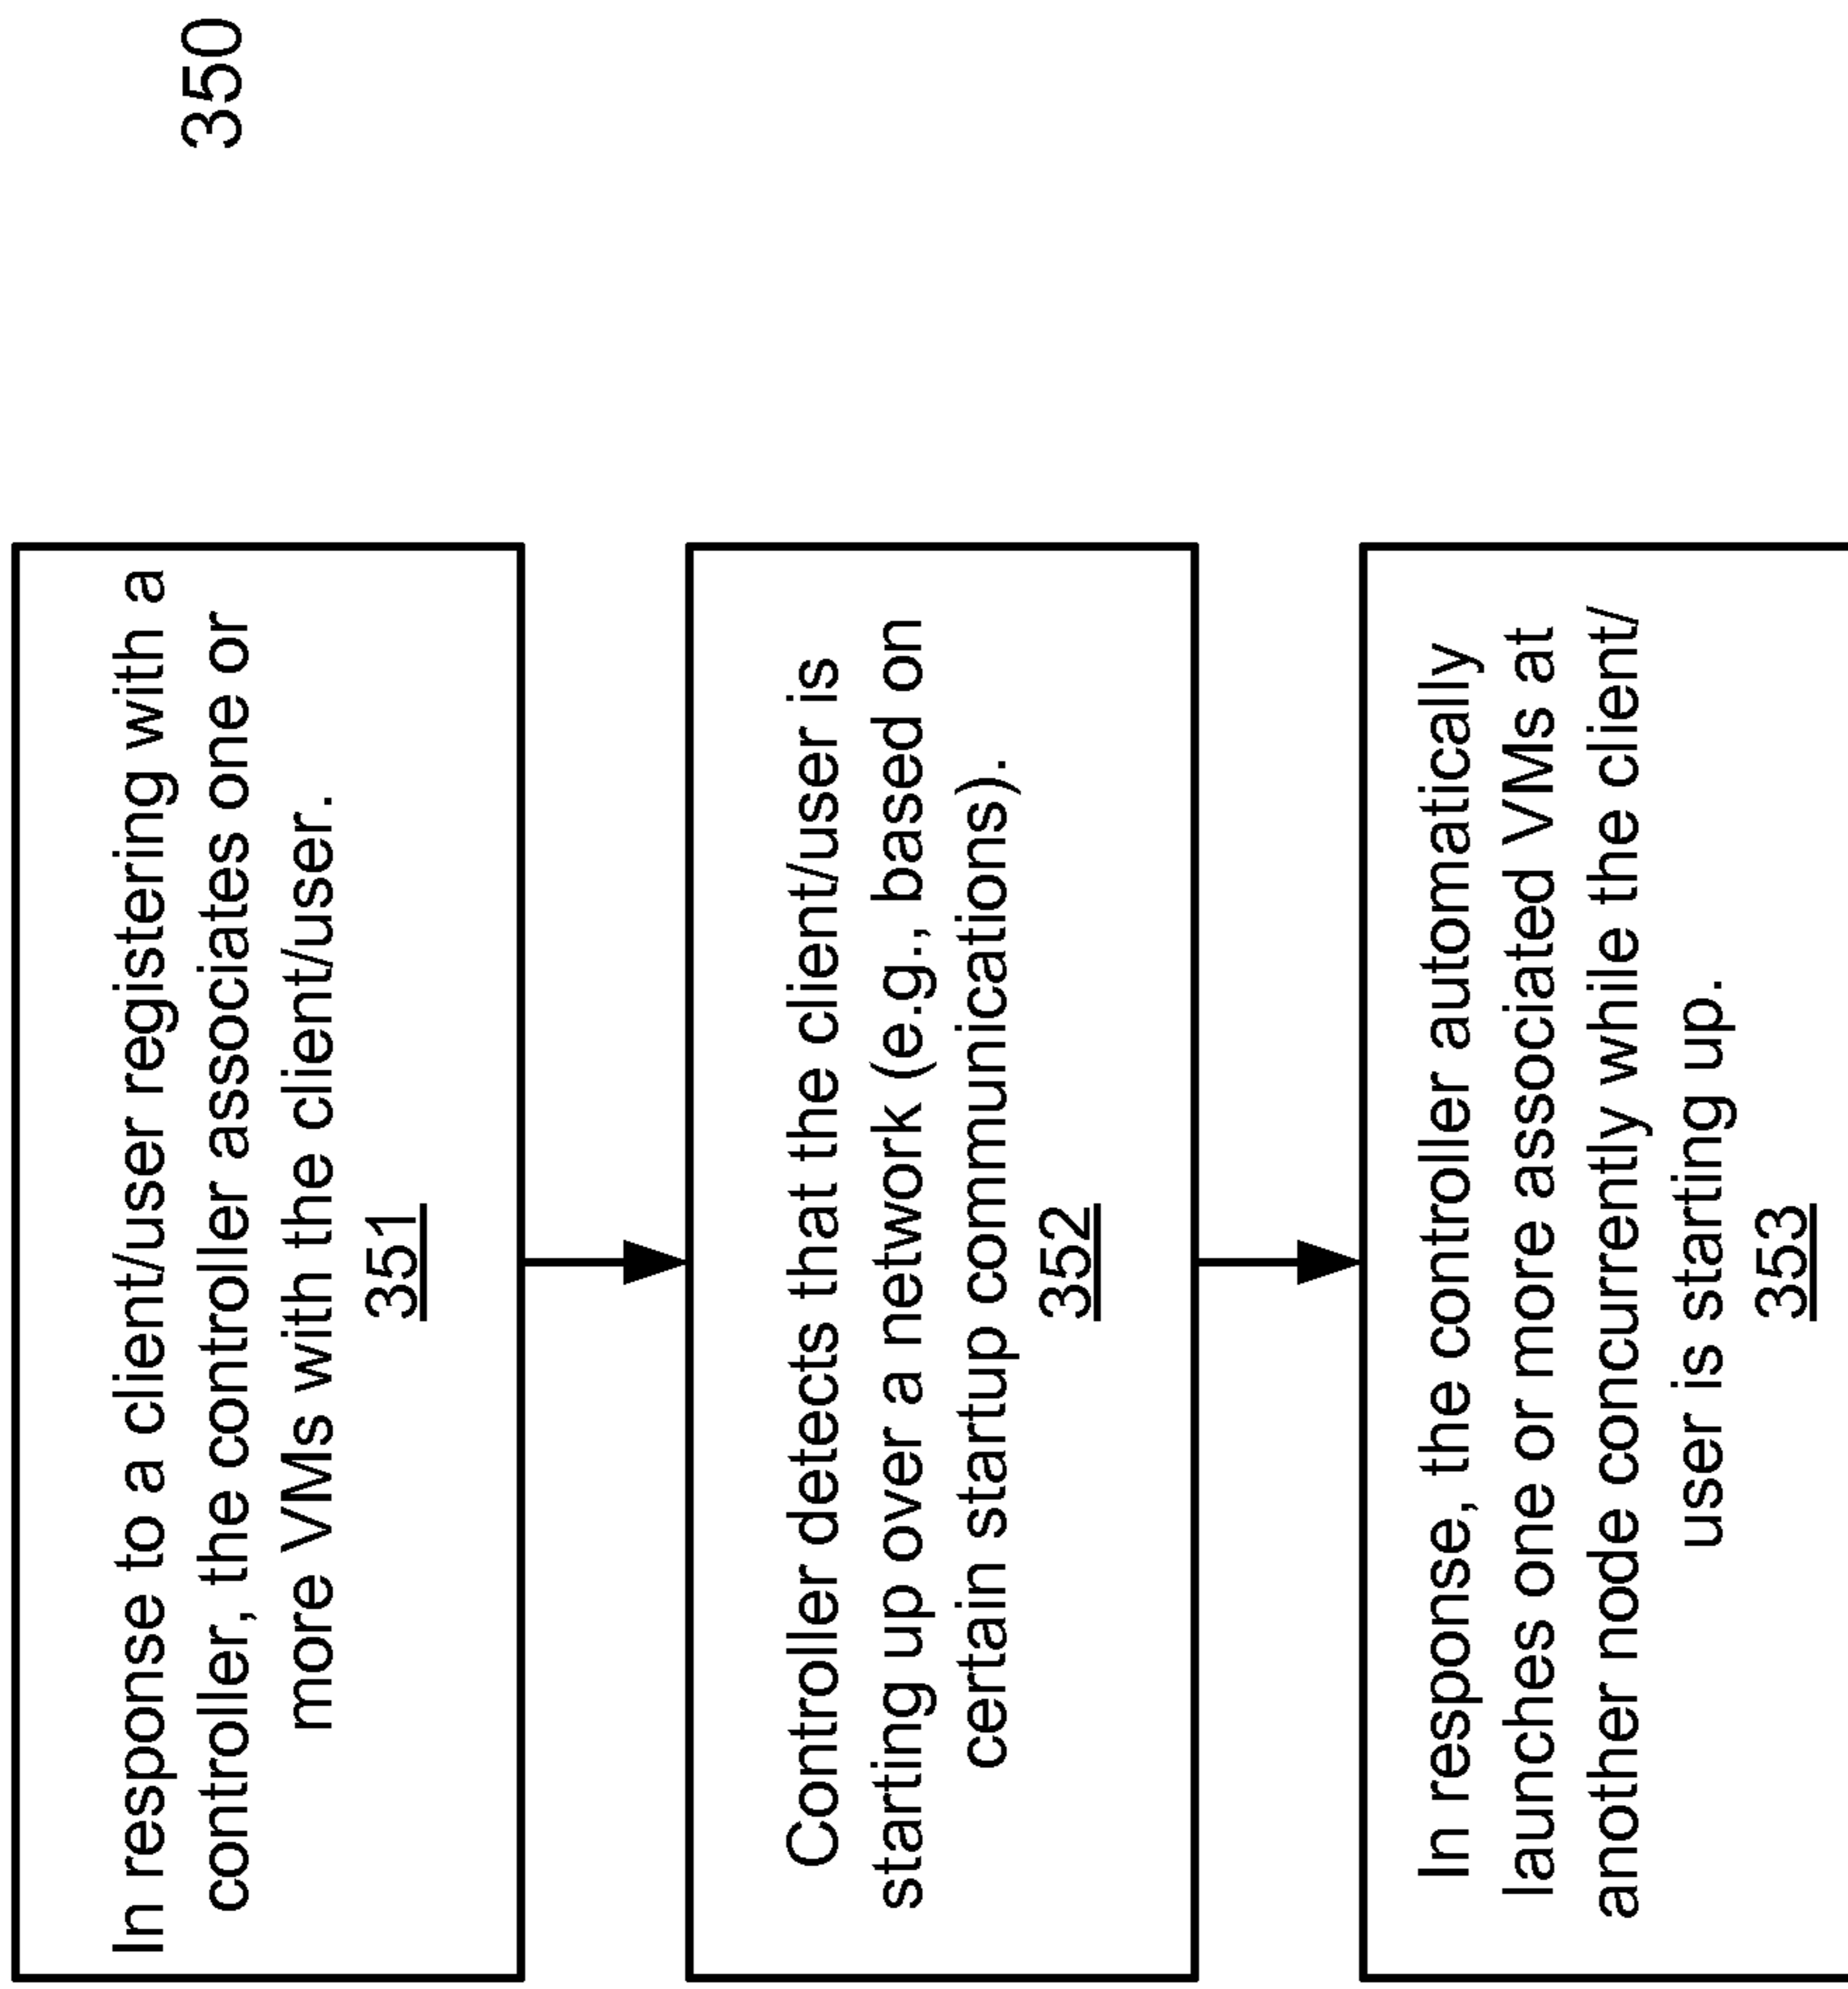 350
In response to a client/user registering with a
controller, the controller associates one or
more VMs with the client/user.
351
Controller detects that the client/user is
starting up over a network (e.g., based on
certain startup communications).
352
In response, the controller automatically
launches one or more associated VMs at
another node concurrently while the client/
user is starting up.
353